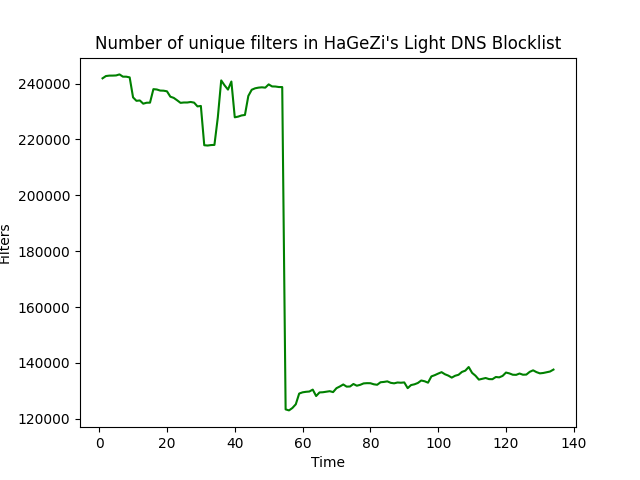 Number of unique filters in HaGeZi's Light DNS Blocklist
240000
220000
200000
180000
160000
140000
120000
Filters
0 20 40 60 80 100 120 140
Time